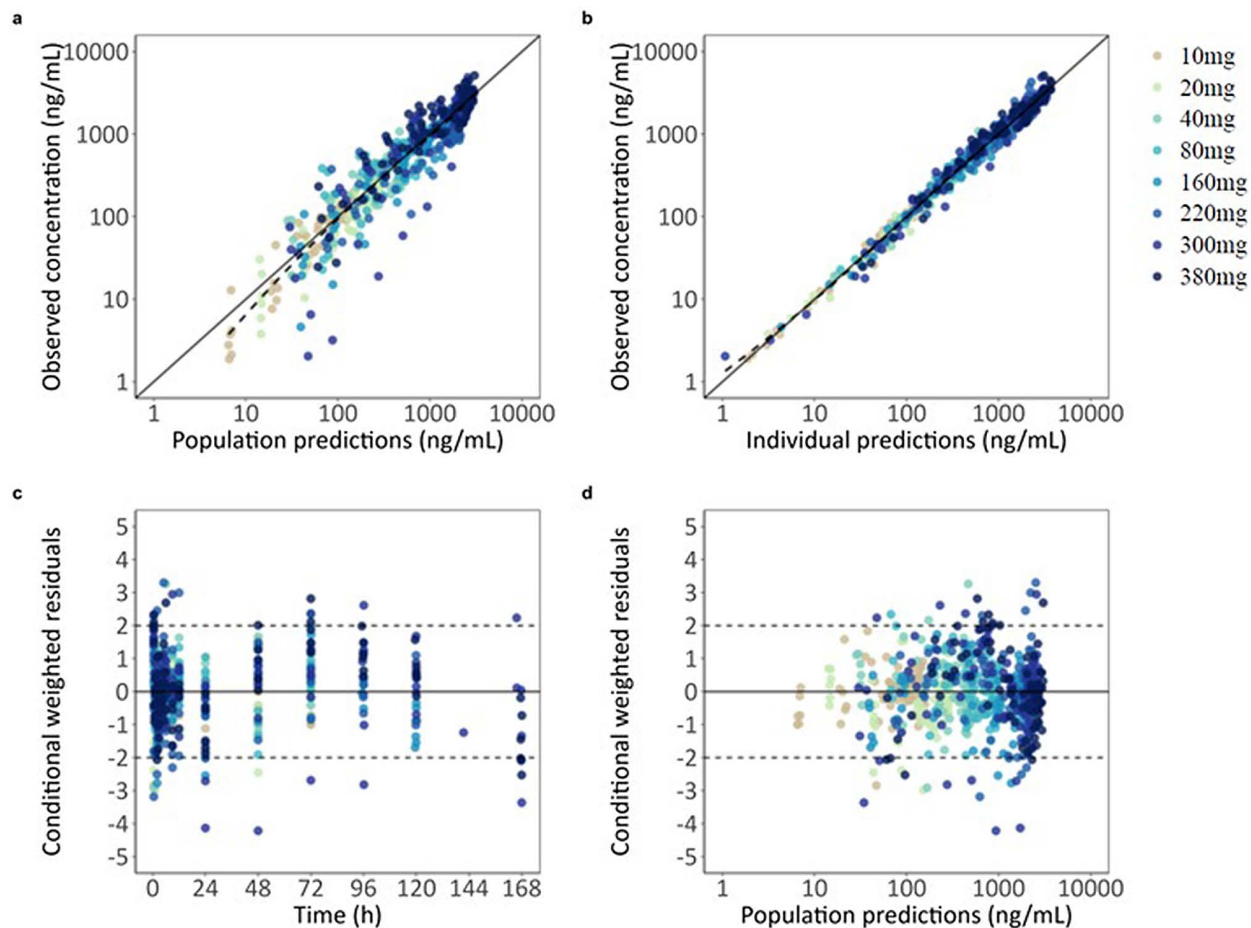 a
Observed concentration (ng/mL)
10000
1000
100
10
1
1 10 100 1000 10000
Population predictions (ng/mL)
b
Observed concentration (ng/mL)
10000
1000
100
10
1
1 10 100 1000 10000
Individual predictions (ng/mL)
10mg
20mg
40mg
80mg
160mg
220mg
300mg
380mg
c
Conditional weighted residuals
5
4
3
2
1
0
-1
-2
-3
-4
-5
0 24 48 72 96 120 144 168
Time (h)
d
Conditional weighted residuals
5
4
3
2
1
0
-1
-2
-3
-4
-5
1 10 100 1000 10000
Population predictions (ng/mL)